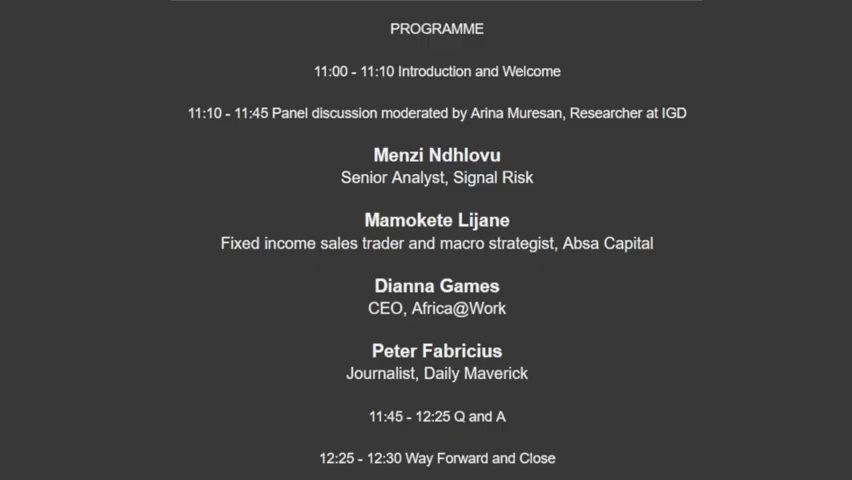 PROGRAMME
11:00 - 11:10 Introduction and Welcome
11:10 - 11:45 Panel discussion moderated by Arina Muresan, Researcher at IGD
Menzi Ndhlovu
Senior Analyst, Signal Risk
Mamokete Lijane
Fixed income sales trader and macro strategist, Absa Capital
Dianna Games
CEO, Africa@Work
Peter Fabricius
Journalist, Daily Maverick
11:45 - 12:25 Q and A
12:25 - 12:30 Way Forward and Close